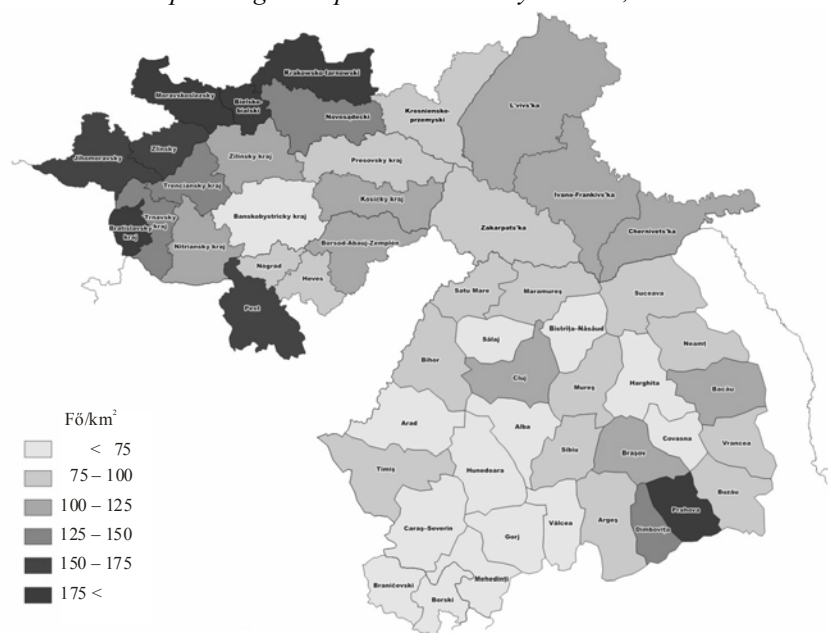 Krakowsko-tarnowski
Moravskoslezsky
Bielsko-
bialski
Nowosądecki
Krosniensko-
przemyski
L'vivs'ka
Jihomoravsky
Zlinsky
Zilinsky kraj
Presovsky kraj
Trenciansky kraj
Kosicky kraj
Ivano-Frankivs'ka
Trnavsky
kraj
Bratislavsky
kraj
Banskobystricky kraj
Nitriansky kraj
Borsod-Abauj-Zemplen
Zakarpats'ka
Chernivets'ka
Nograd
Heves
Pest
Satu Mare
Maramureş
Suceava
Sălaj
Bistriţa-Năsăud
Neamţ
Bihor
Cluj
Mureş
Harghita
Bacău
Arad
Alba
Covasna
Vrancea
Timiş
Hunedoara
Sibiu
Braşov
Buzău
Prahova
Caraş-Severin
Gorj
Vâlcea
Argeş
Dîmboviţa
Braničevski
Mehedinţi
Borski
Fő/km²
< 75
75 – 100
100 – 125
125 – 150
150 – 175
175 <